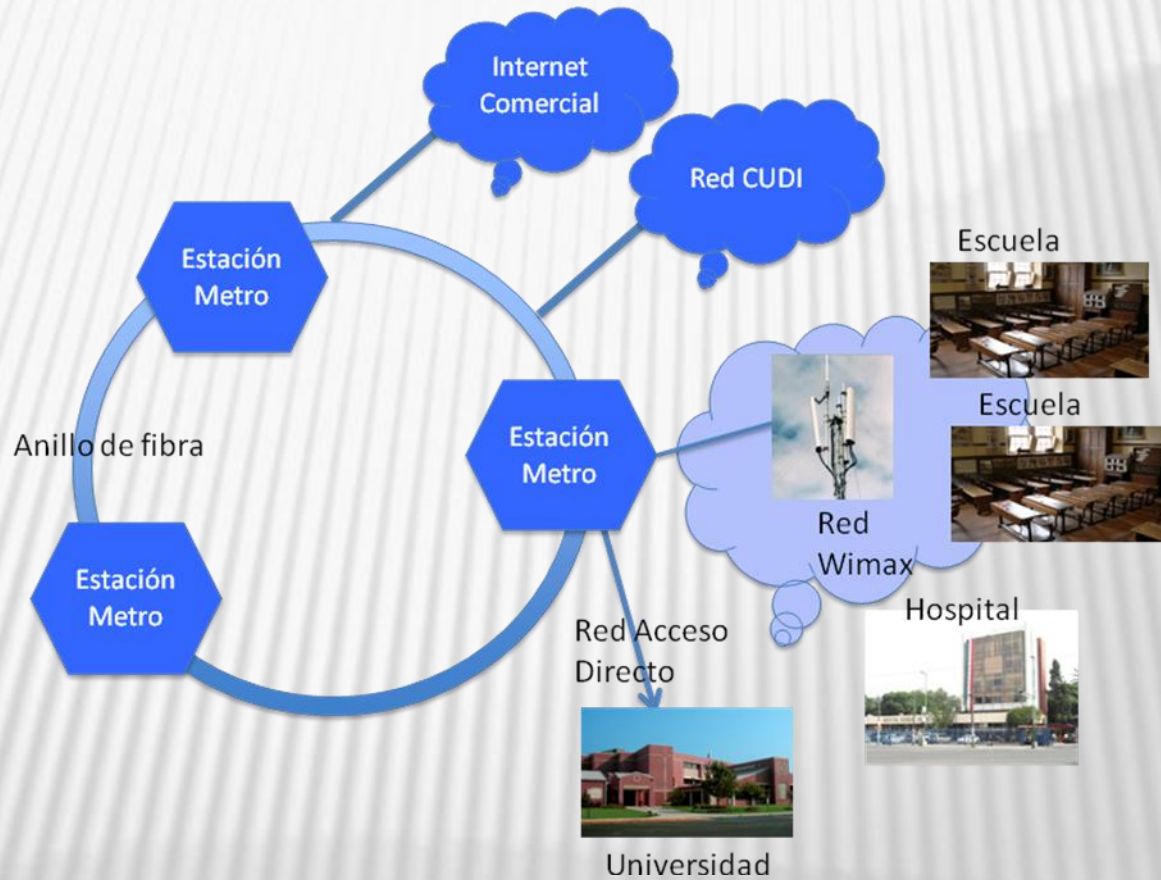 Internet
Comercial
Red CUDI
Estación
Metro
Escuela
Escuela
Anillo de fibra
Estación
Metro
Red
Wimax
Estación
Metro
Hospital
Red Acceso
Directo
Universidad